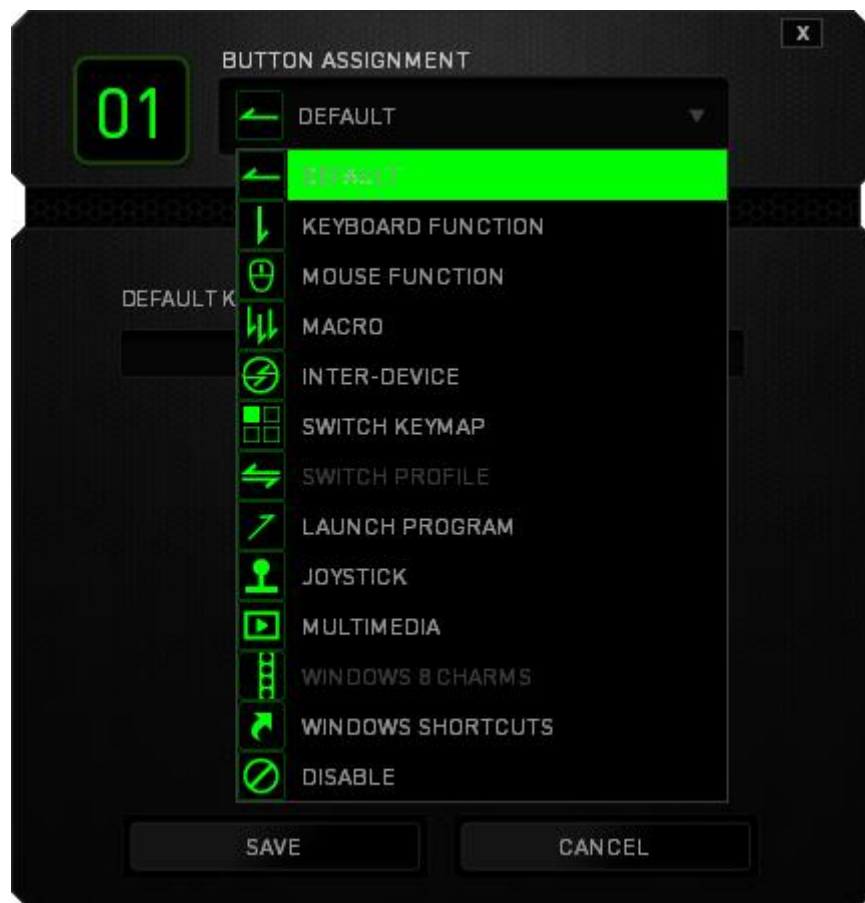 X
BUTTON ASSIGNMENT
01
DEFAULT
DEFAULT
KEYBOARD FUNCTION
MOUSE FUNCTION
DEFAULT K
MACRO
INTER-DEVICE
SWITCH KEYMAP
SWITCH PROFILE
LAUNCH PROGRAM
JOYSTICK
MULTIMEDIA
WINDOWS 8 CHARMS
WINDOWS SHORTCUTS
DISABLE
SAVE
CANCEL